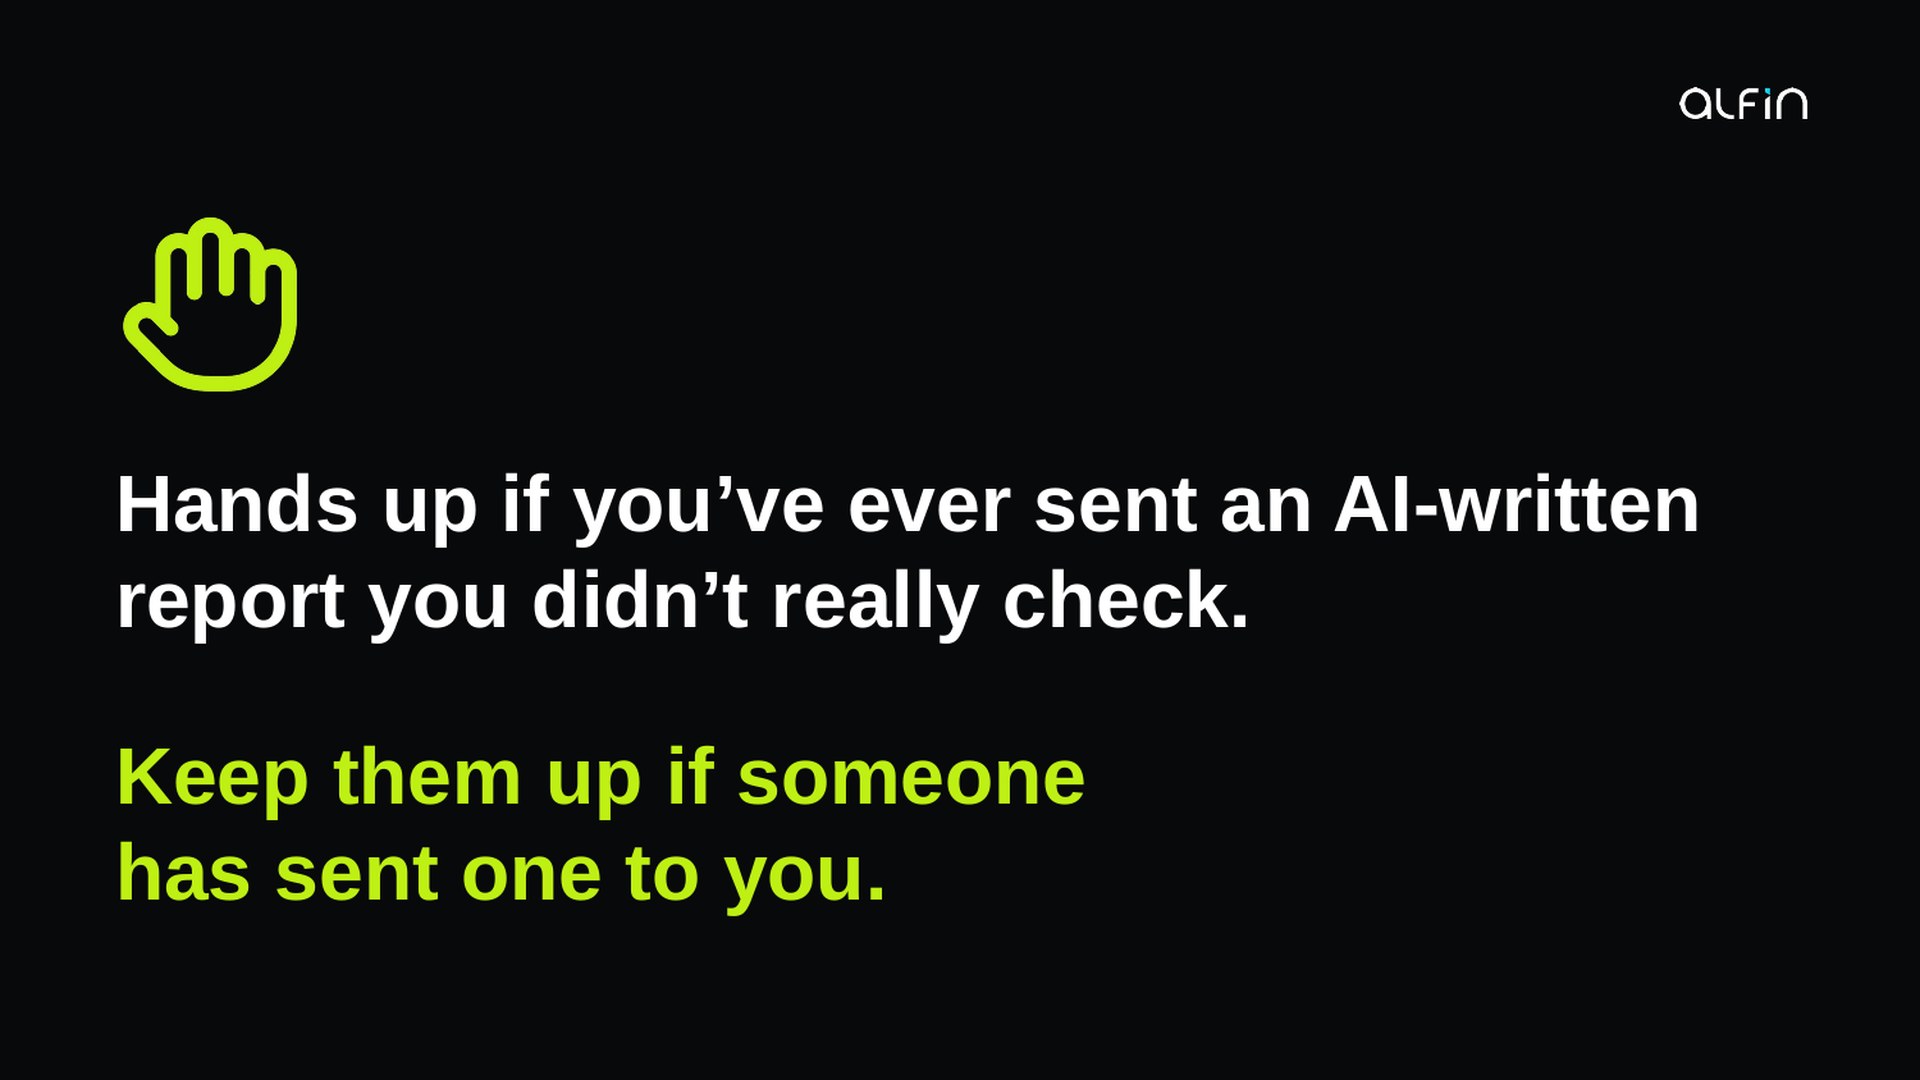 alfin
Hands up if you’ve ever sent an AI-written
report you didn’t really check.
Keep them up if someone
has sent one to you.